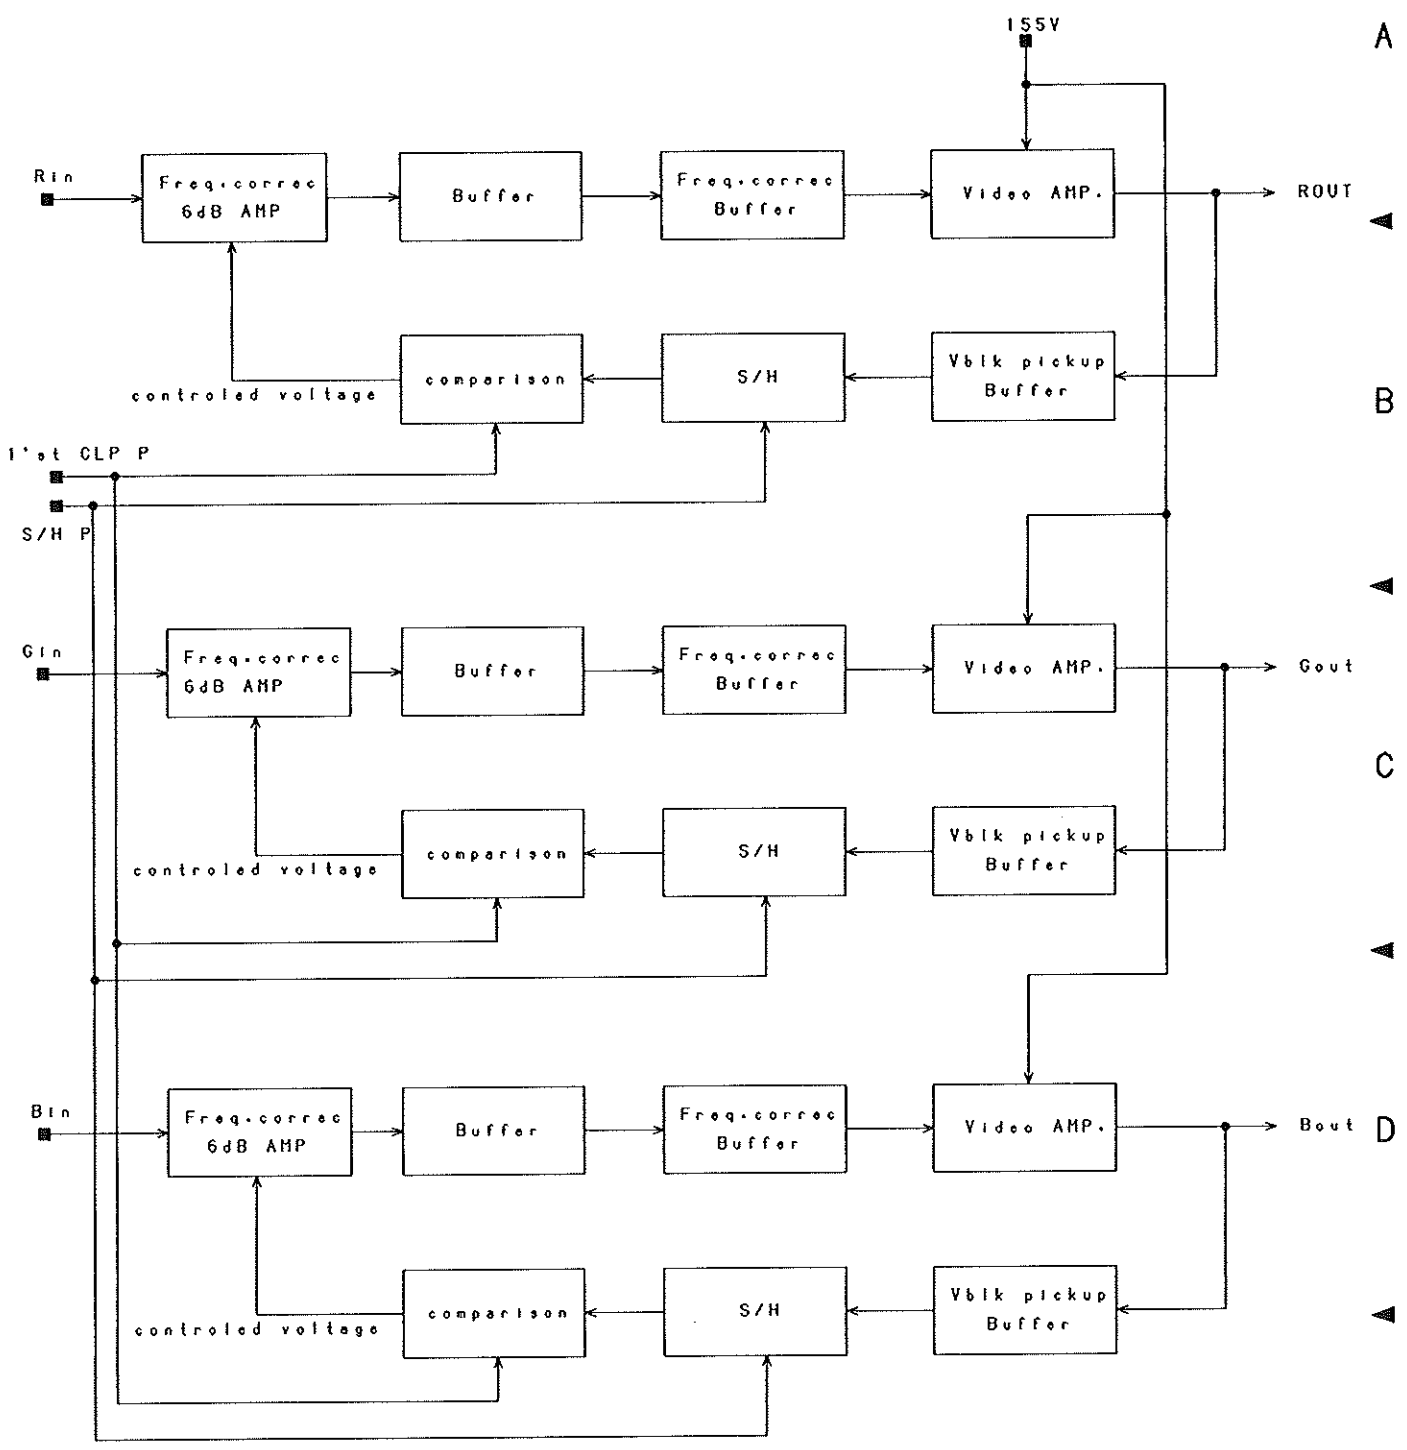 155V
A
Rin
Freq.correc
6dB AMP
Buffer
Freq.correc
Buffer
Video AMP.
ROUT
controled voltage
comparison
S/H
Vblk pickup
Buffer
B
1'st CLP P
S/H P
Gin
Freq.correc
6dB AMP
Buffer
Freq.correc
Buffer
Video AMP.
Gout
C
controled voltage
comparison
S/H
Vblk pickup
Buffer
Bin
Freq.correc
6dB AMP
Buffer
Freq.correc
Buffer
Video AMP.
Bout
D
controled voltage
comparison
S/H
Vblk pickup
Buffer